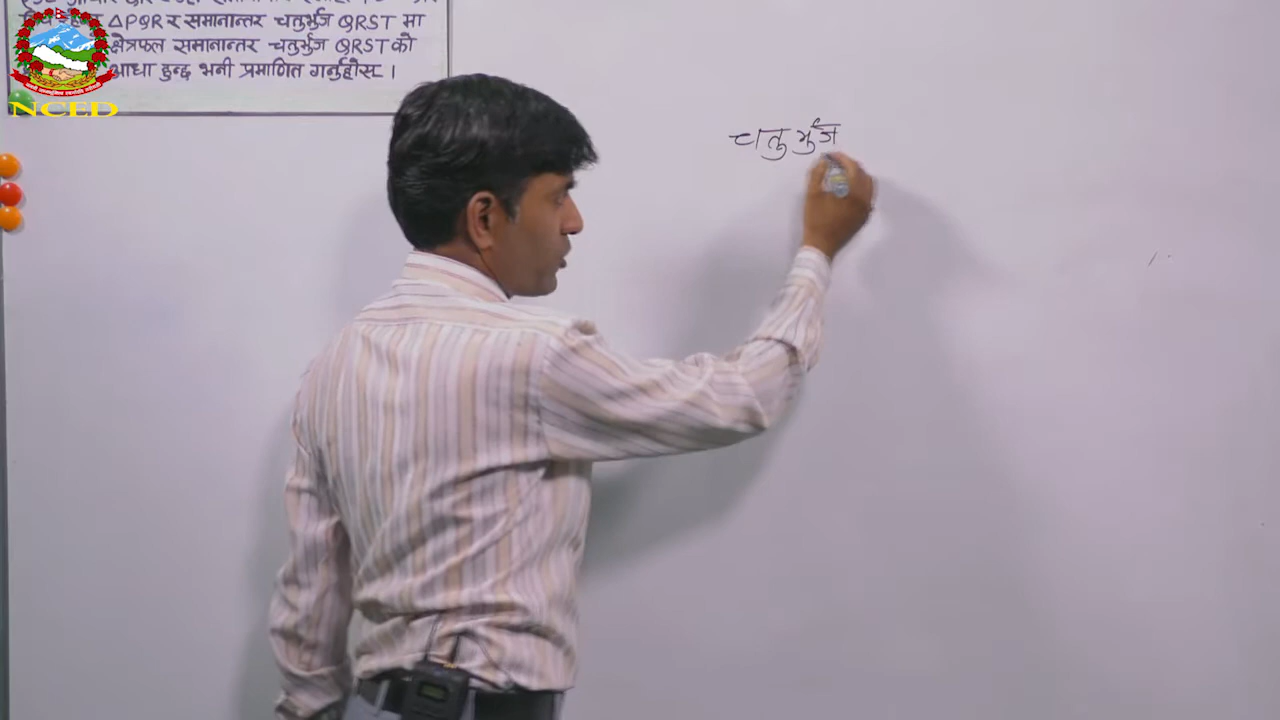 △PQR र समानान्तर चतुर्भुज QRST मा
क्षेत्रफल समानान्तर चतुर्भुज QRST को
आधा हुन्छ भनी प्रमाणित गर्नुहोस् ।
NCED
चतुर्भुज